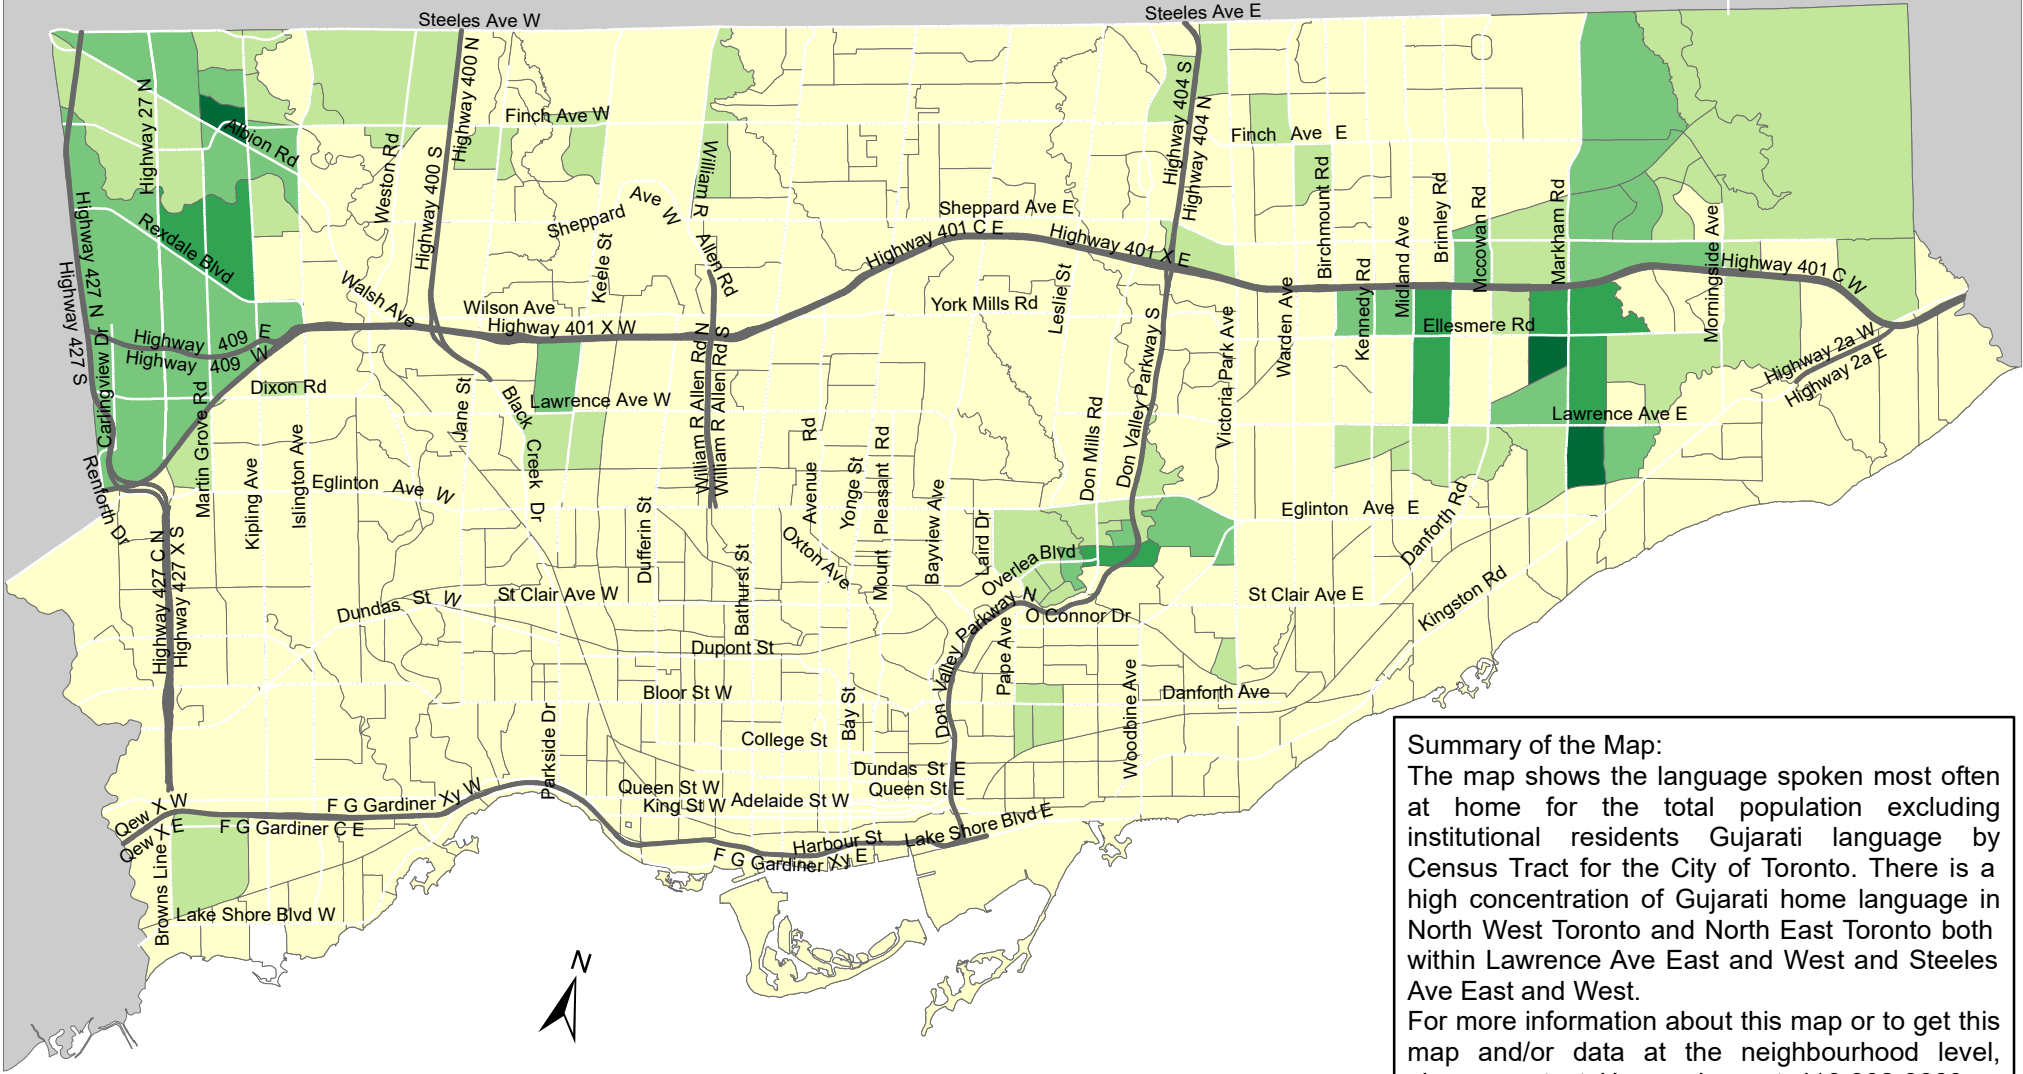 Steeles Ave W
Steeles Ave E
Highway 400 N
Highway 27 N
Finch Ave W
Albion Rd
Weston Rd
Highway 400 S
William R
Highway 404 S
Highway 404 N
Finch Ave E
Birchmount Rd
Brimley Rd
Mccowan Rd
Markham Rd
Midland Ave
Kennedy Rd
Morningside Ave
Sheppard Ave W
Sheppard Ave E
Keele St
Allen Rd
Highway 401 C E
Highway 401 X E
Highway 401 C W
Highway 427 N
Highway 427 S
Rexdale Blvd
Walsh Ave
Wilson Ave
Highway 401 X W
York Mills Rd
Leslie St
Ellesmere Rd
Highway 409 E
Highway 409 W
Carlingview Dr
Dixon Rd
Martin Grove Rd
Jane St
Black Creek Dr
Lawrence Ave W
William R Allen Rd N
William R Allen Rd S
Don Valley Parkway S
Victoria Park Ave
Warden Ave
Highway 2a W
Highway 2a E
Lawrence Ave E
Renforth Dr
Kipling Ave
Islington Ave
Eglinton Ave W
Avenue Rd
Yonge St
Mount Pleasant Rd
Bayview Ave
Laird Dr
Don Mills Rd
Eglinton Ave E
Danforth Rd
Highway 427 C N
Highway 427 X S
Dufferin St
Bathurst St
Oxton Ave
Overlea Blvd
Dundas St W
St Clair Ave W
St Clair Ave E
Kingston Rd
Don Valley Parkway N
O Connor Dr
Pape Ave
Dupont St
Bloor St W
Bay St
Woodbine Ave
Danforth Ave
Parkside Dr
College St
Dundas St E
Queen St E
Queen St W
King St W
Adelaide St W
Qew X W
Qew X E
F G Gardiner Xy W
F G Gardiner C E
Harbour St
Lake Shore Blvd E
F G Gardiner Xy E
Browns Line
Lake Shore Blvd W
N
Summary of the Map:
The map shows the language spoken most often
at home for the total population excluding
institutional residents Gujarati language by
Census Tract for the City of Toronto. There is a
high concentration of Gujarati home language in
North West Toronto and North East Toronto both
within Lawrence Ave East and West and Steeles
Ave East and West.
For more information about this map or to get this
map and/or data at the neighbourhood level,